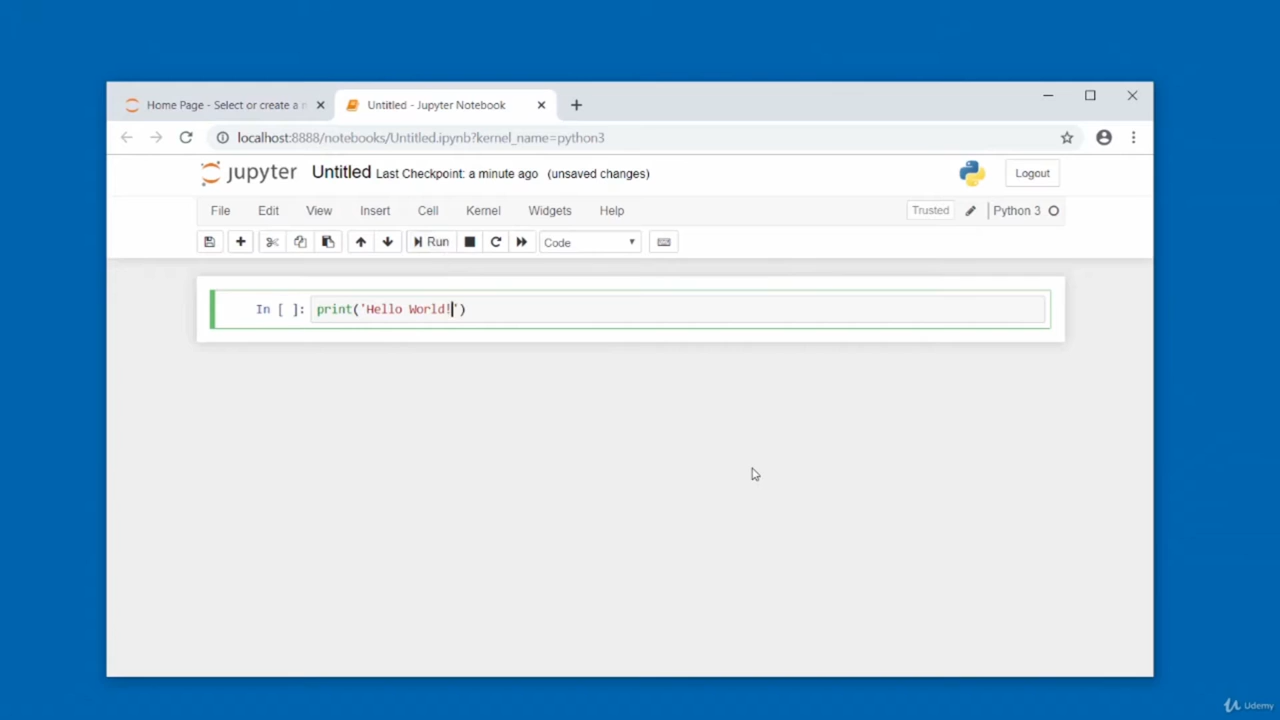 Home Page - Select or create a n
Untitled - Jupyter Notebook
localhost:8888/notebooks/Untitled.ipynb?kernel_name=python3
jupyter Untitled Last Checkpoint: a minute ago (unsaved changes)
Logout
File Edit View Insert Cell Kernel Widgets Help
Trusted
Python 3
Run
Code
In [ ]: print('Hello World!')
Udemy